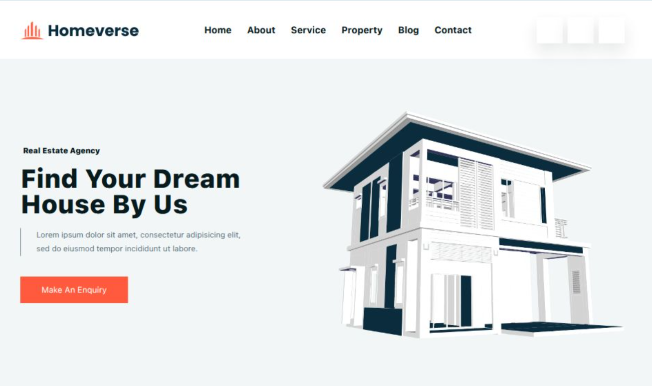 Homeverse
Home About Service Property Blog Contact
Real Estate Agency
Find Your Dream
House By Us
Lorem ipsum dolor sit amet, consectetur adipisicing elit,
sed do eiusmod tempor incididunt ut labore.
Make An Enquiry